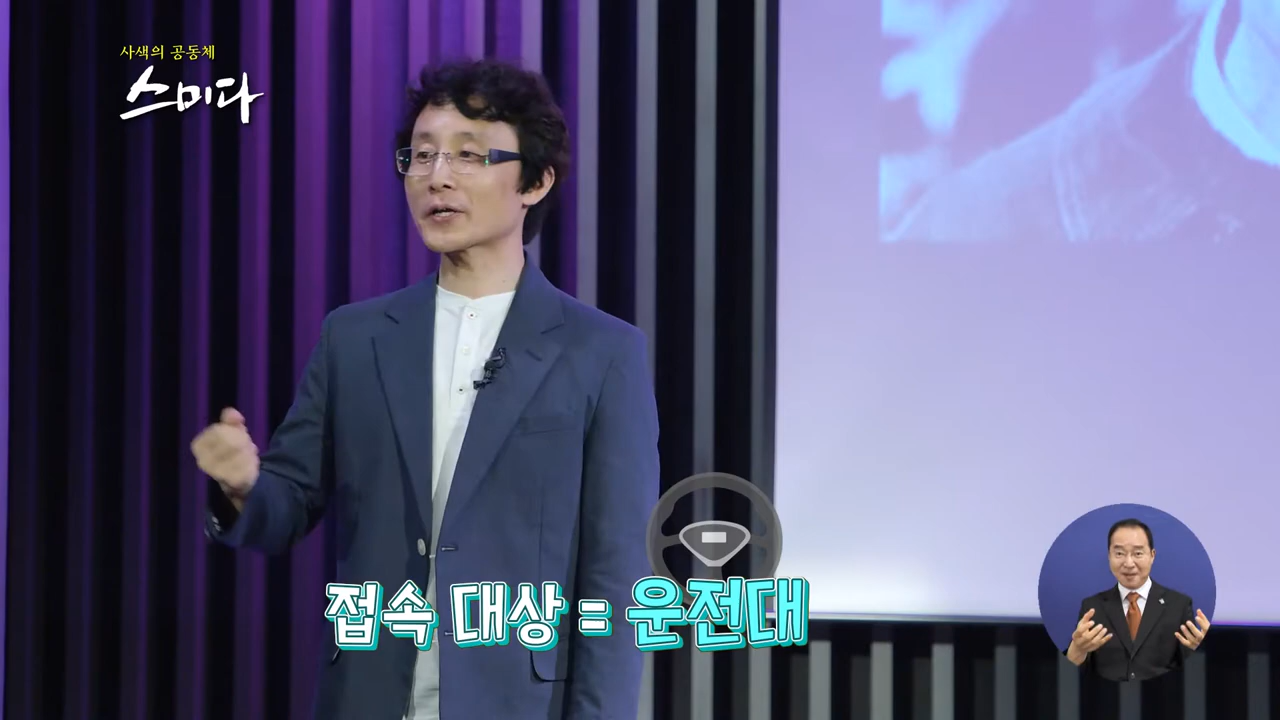 사색의 공동체
스미다
접속 대상 = 운전대